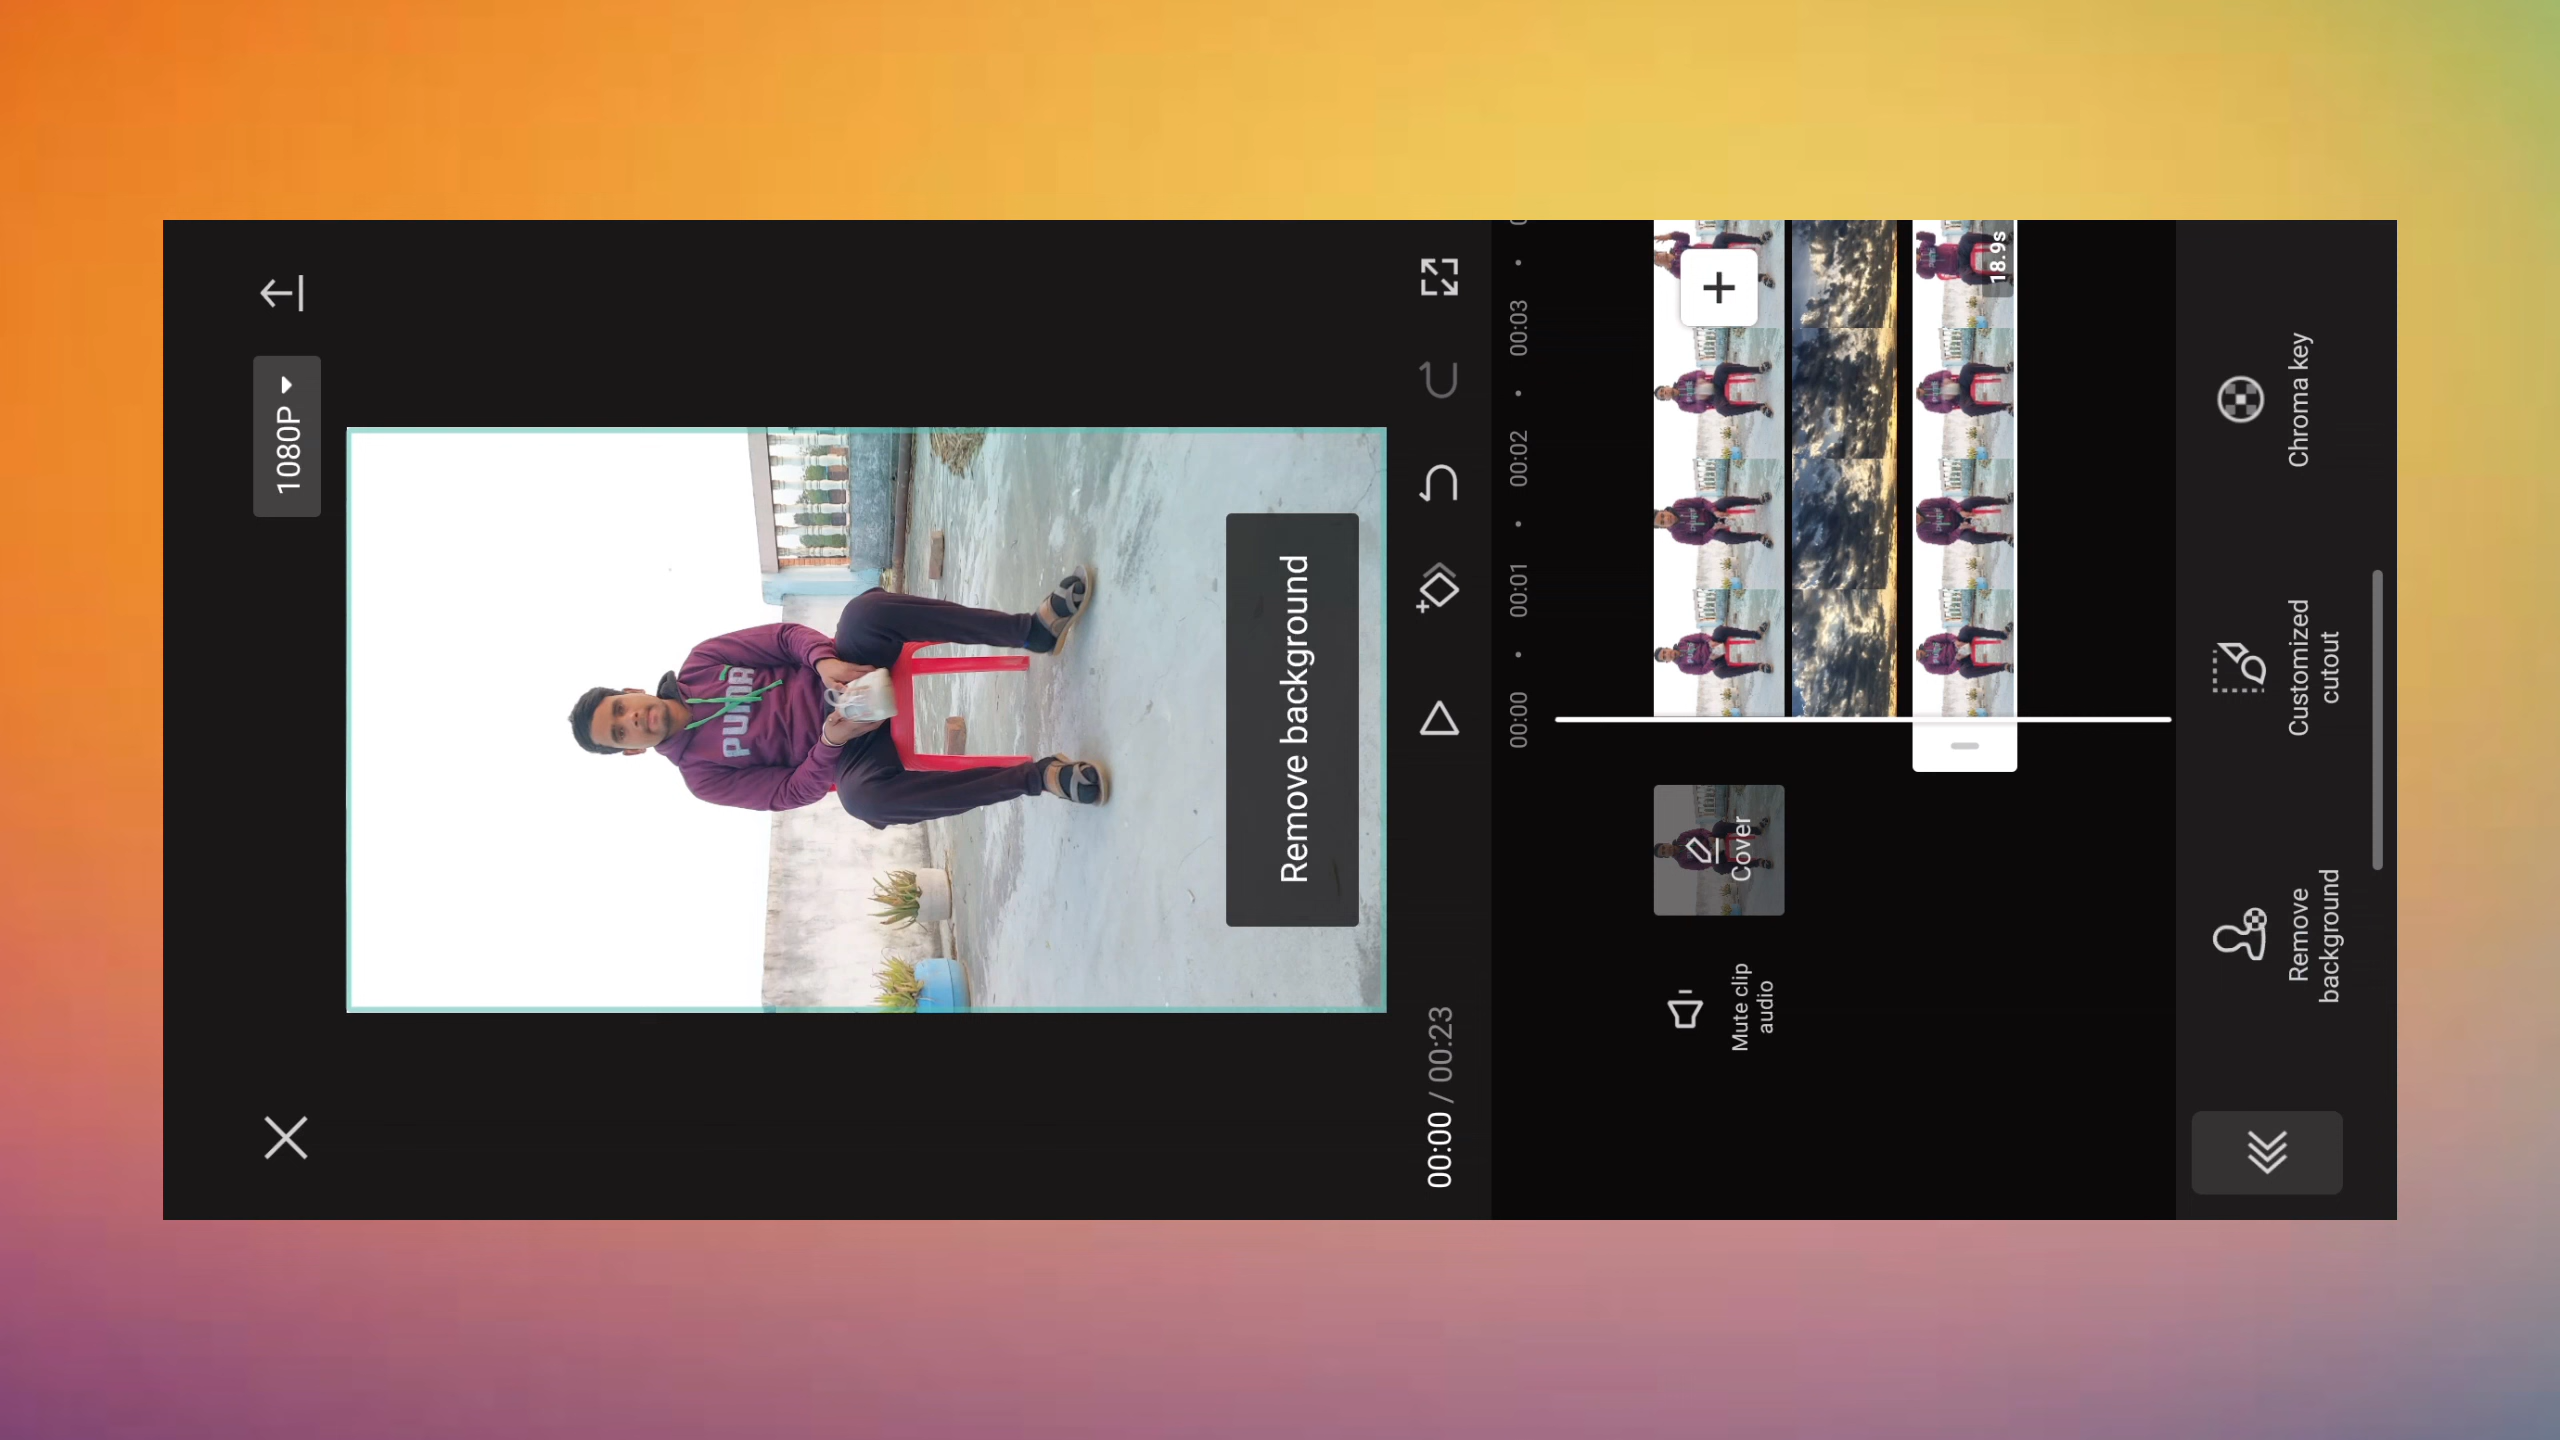 1080P
PUMA
Remove background
00:00 / 00:23
00:00
00:01
00:02
00:03
18.9s
Cover
Mute clip
audio
Remove
background
Customized
cutout
Chroma key